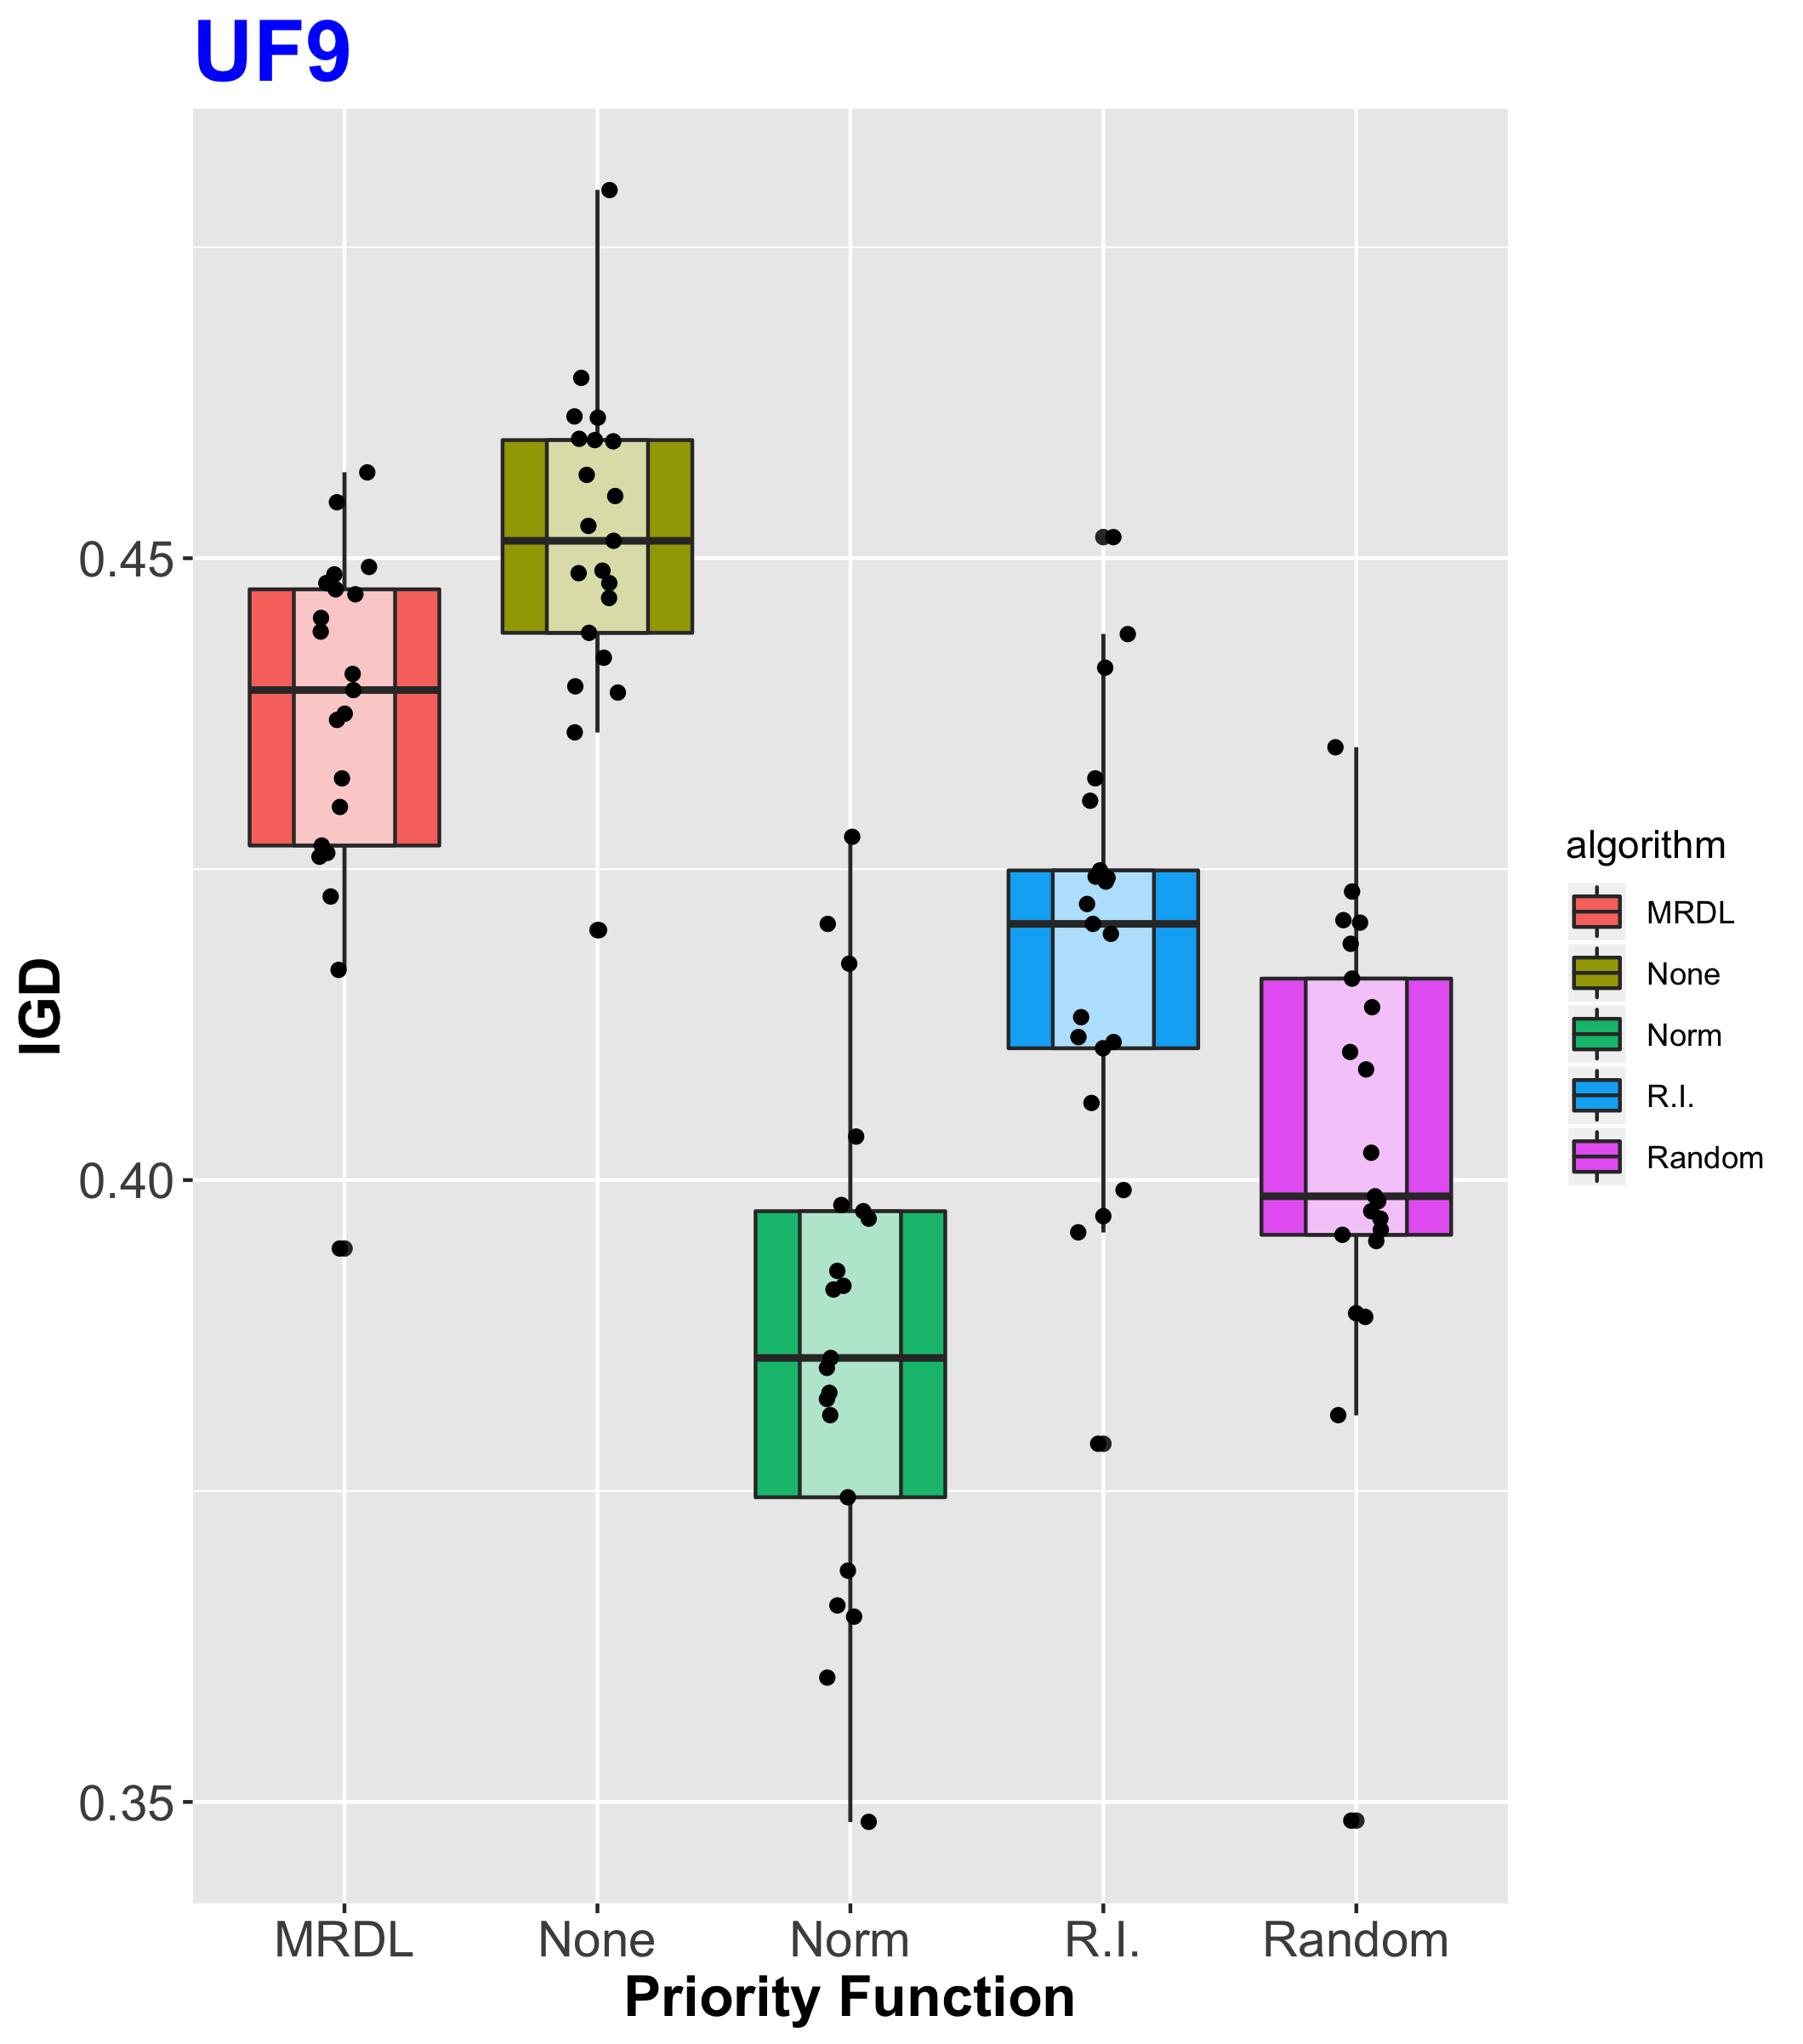 UF9
IGD
0.45
0.40
0.35
MRDL None Norm R.I. Random
Priority Function
algorithm
MRDL
None
Norm
R.I.
Random